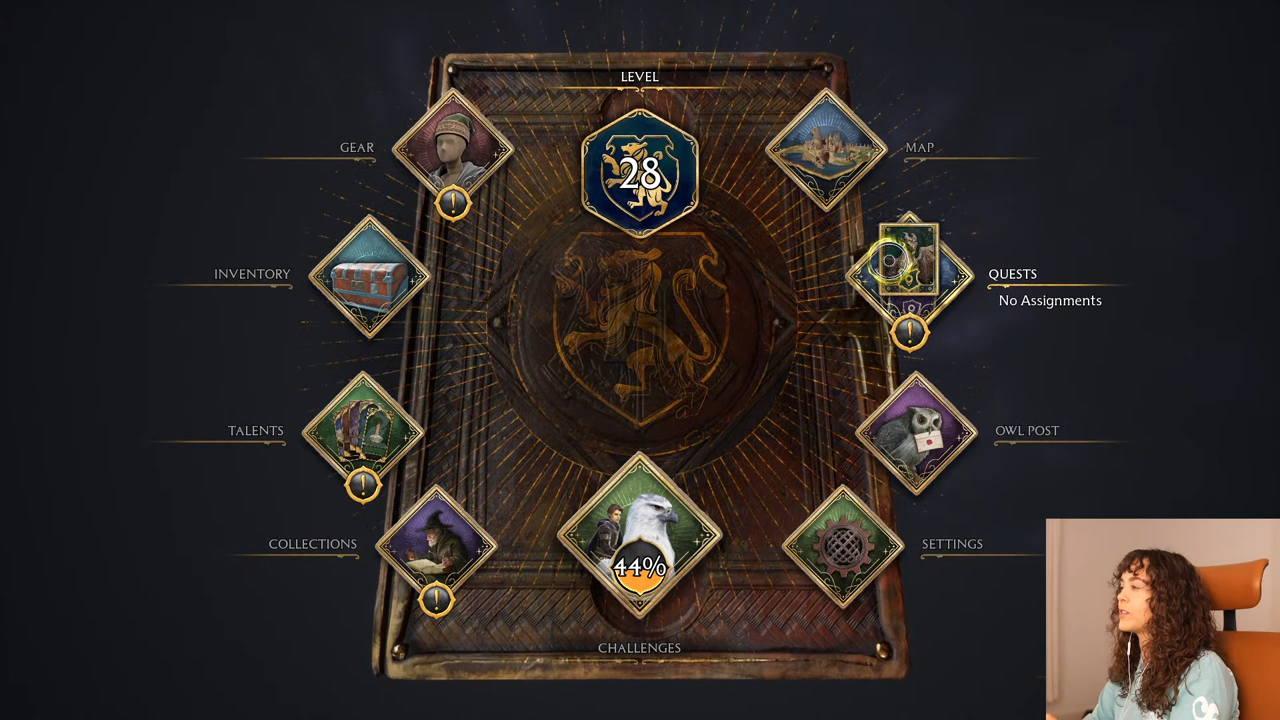 LEVEL
28
GEAR
MAP
INVENTORY
QUESTS
No Assignments
TALENTS
OWL POST
COLLECTIONS
SETTINGS
44%
CHALLENGES